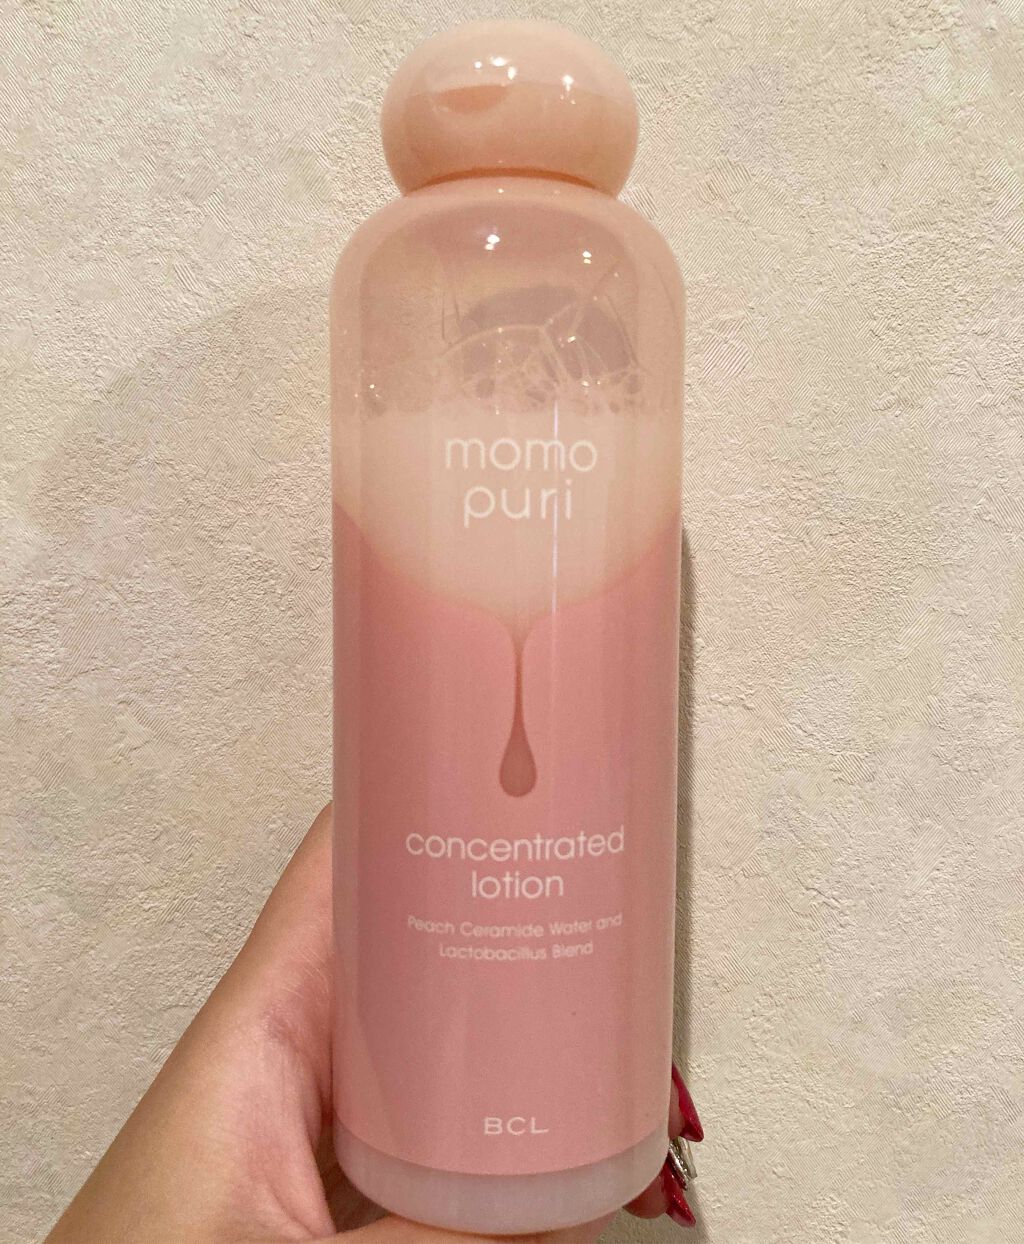 momo
puri
concentrated
lotion
Peach Ceramide Water and
Lactobacillus Blend
BCL